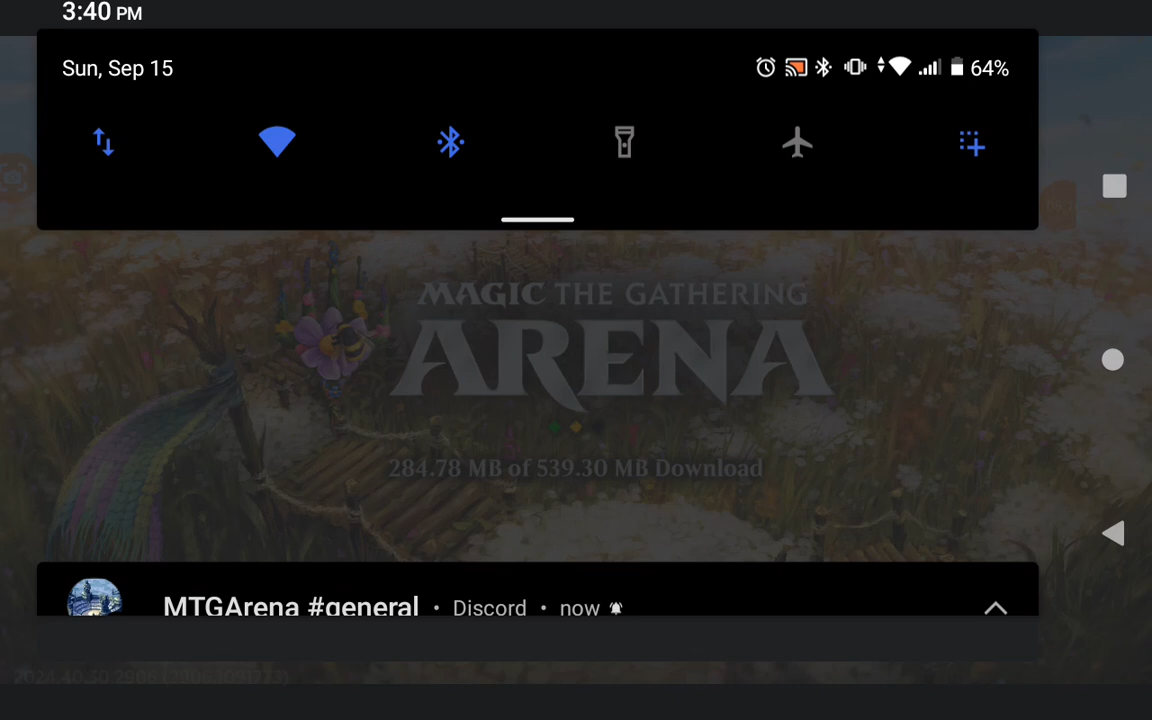 3:40 PM
Sun, Sep 15
64%
MAGIC THE GATHERING
ARENA
284.78 MB of 539.30 MB Download
MTGArena #general • Discord • now